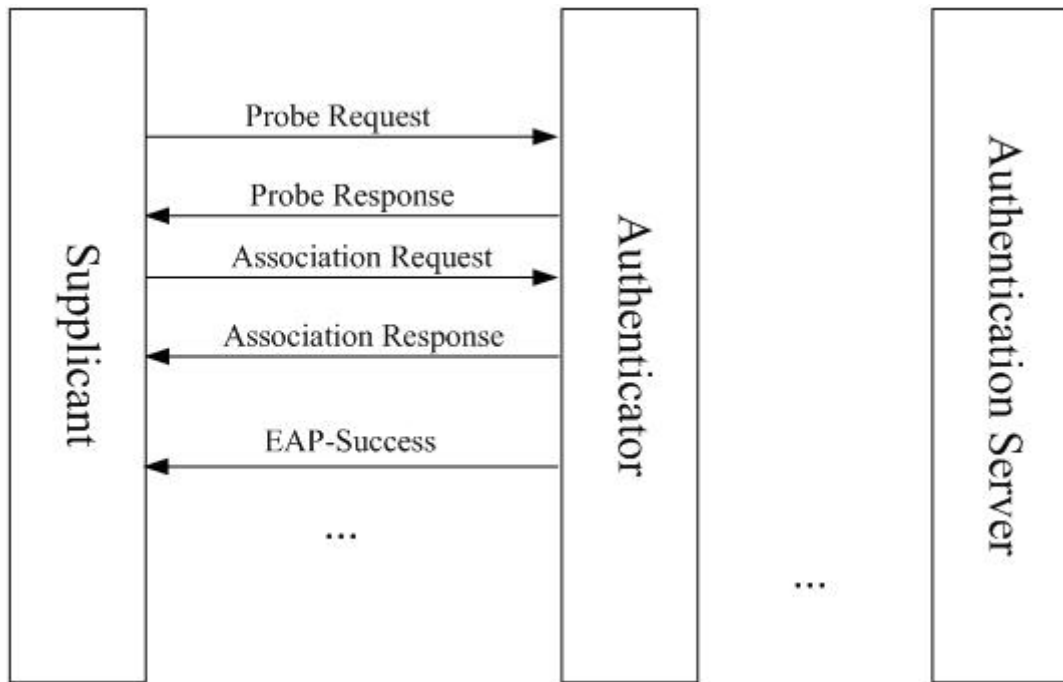 Supplicant
Probe Request
Probe Response
Association Request
Association Response
EAP-Success
...
Authenticator
...
Authentication Server